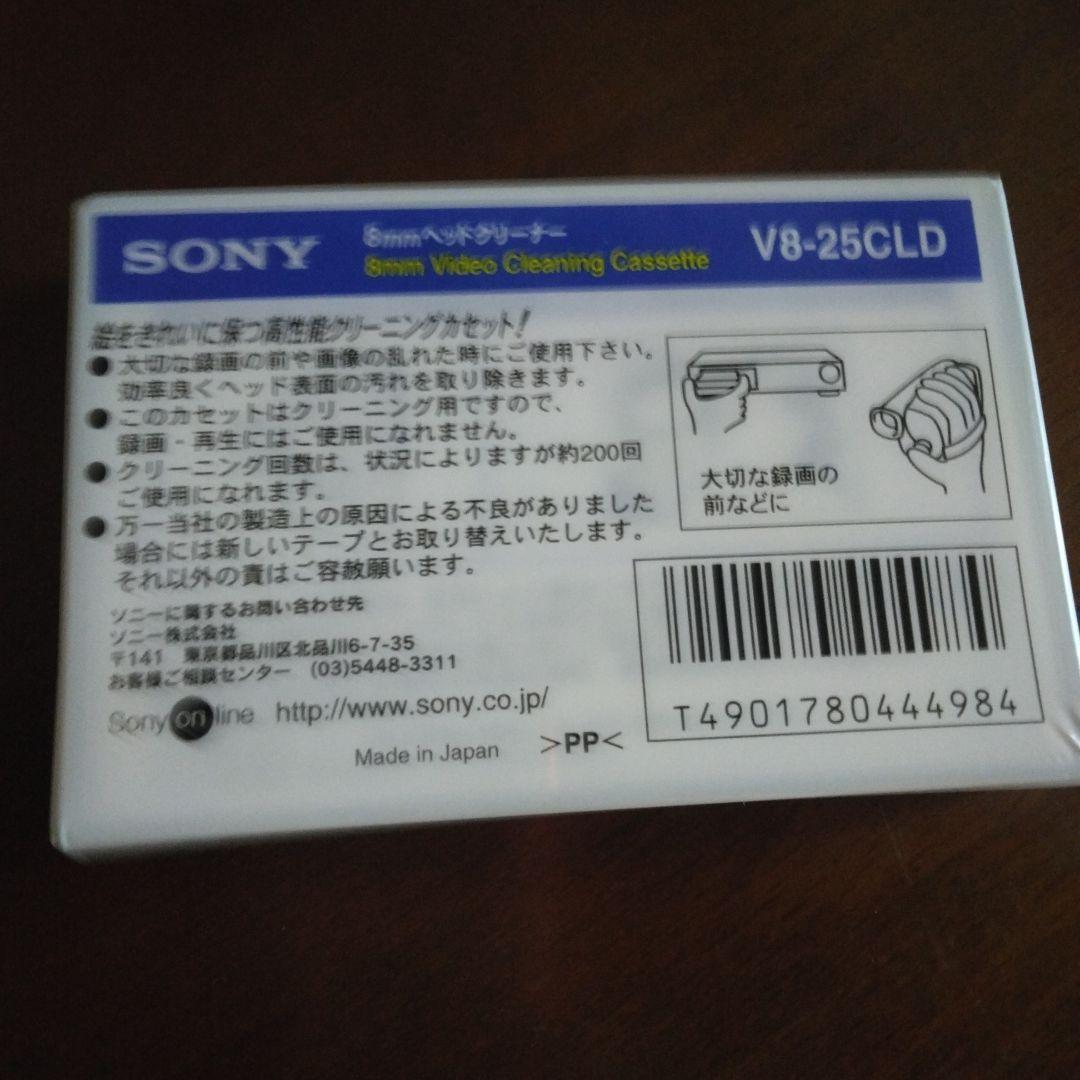 SONY
8mmヘッドクリーナー
8mm Video Cleaning Cassette
V8-25CLD
絵をきれいに保つ高性能クリーニングカセット!
● 大切な録画の前や画像の乱れた時にご使用下さい。
効率良くヘッド表面の汚れを取り除きます。
● このカセットはクリーニング用ですので、
録画・再生にはご使用になれません。
● クリーニング回数は、状況によりますが約200回
ご使用になれます。
● 万一当社の製造上の原因による不良がありました
場合には新しいテープとお取り替えいたします。
それ以外の責はご容赦願います。
大切な録画の
前などに
ソニーに関するお問い合わせ先
ソニー株式会社
〒141 東京都品川区北品川6-7-35
お客様ご相談センター (03)5448-3311
Sony on line http://www.sony.co.jp/
Made in Japan >PP<
T4901780444984